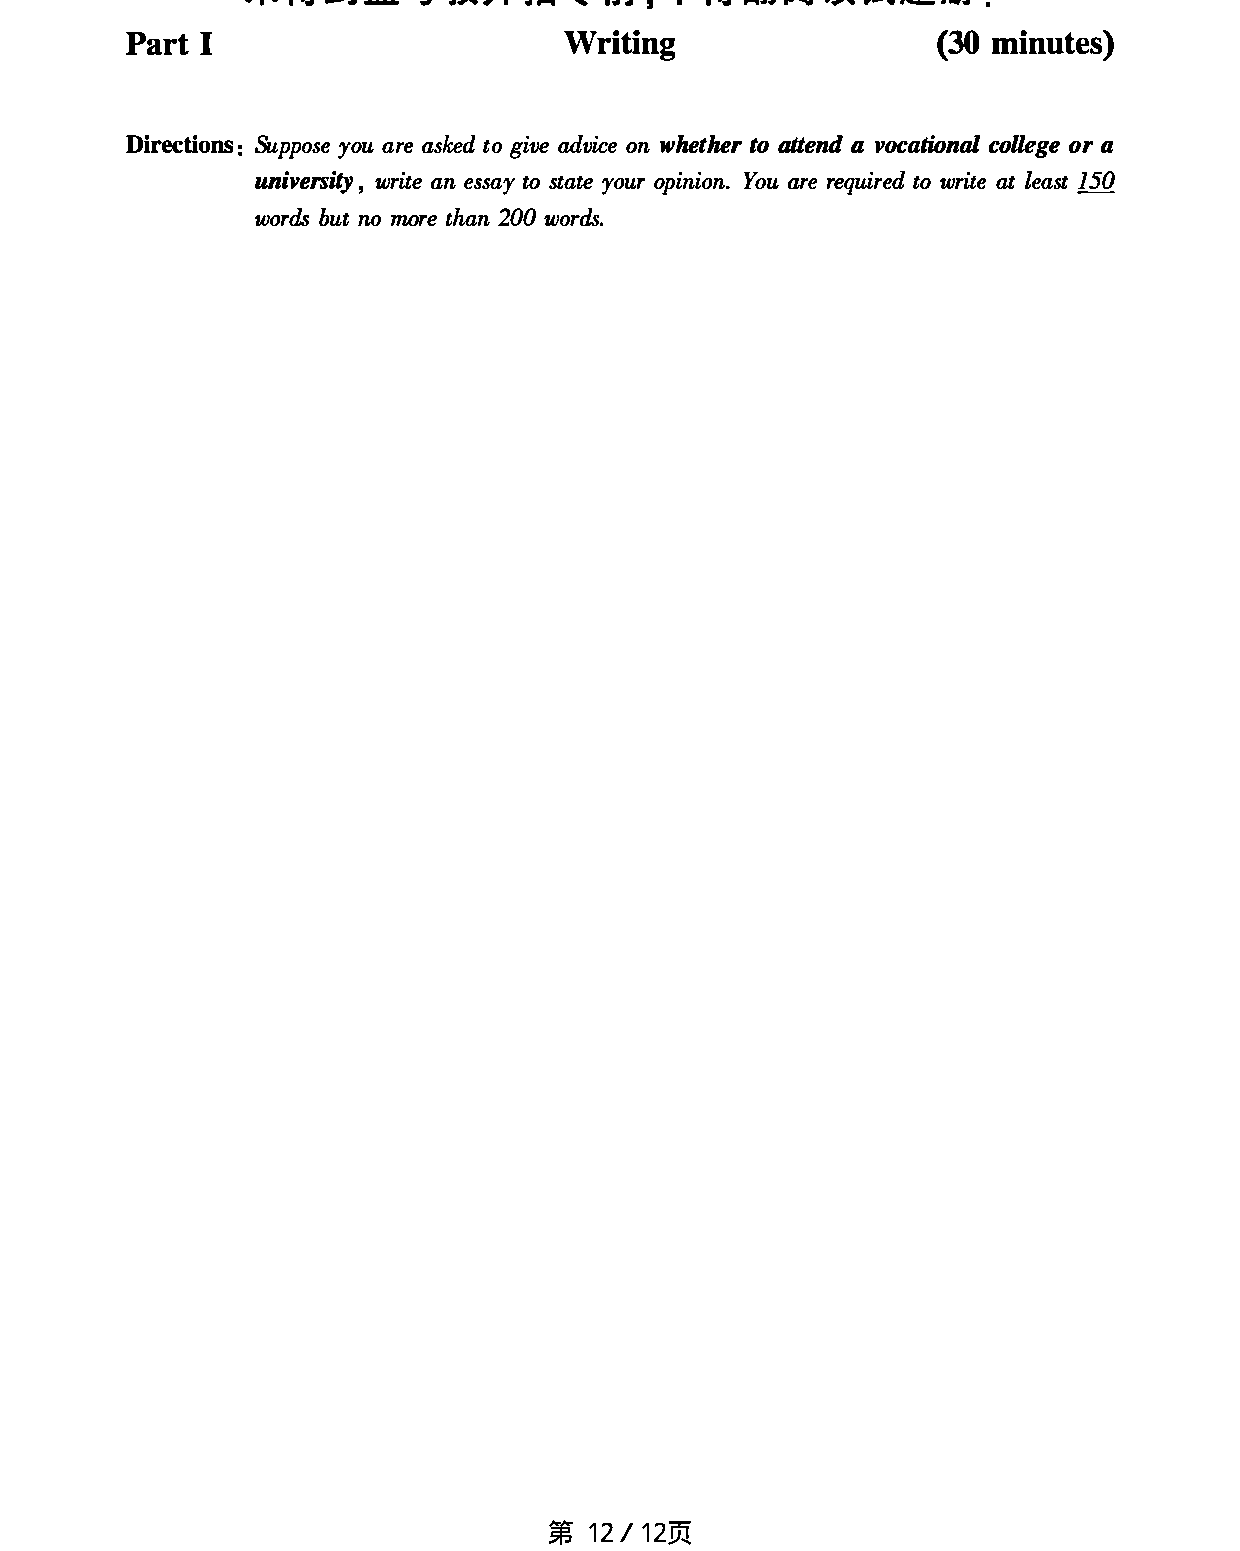 Part I Writing (30 minutes)
Directions: Suppose you are asked to give advice on whether to attend a vocational college or a
university, write an essay to state your opinion. You are required to write at least 150
words but no more than 200 words.
第 12 / 12页